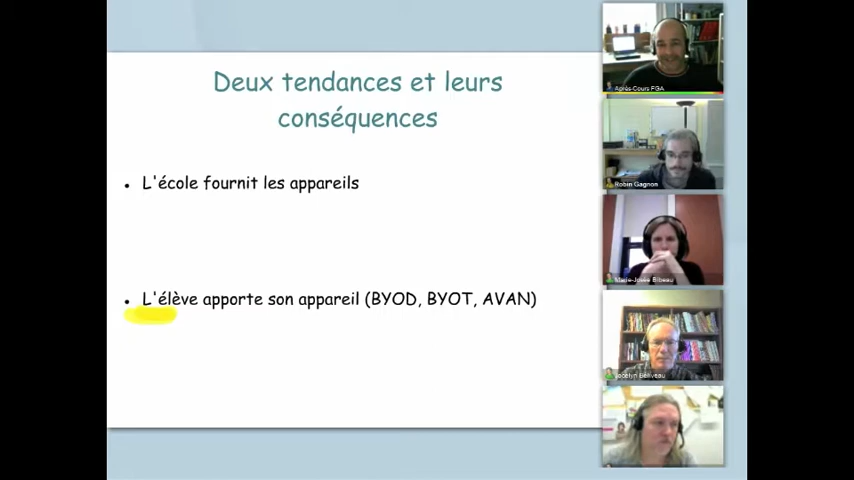 Deux tendances et leurs
conséquences
L'école fournit les appareils
L'élève apporte son appareil (BYOD, BYOT, AVAN)
Après-Cours FGA
Robin Gagnon
Marie-Josée Bibeau
Jocelyn Béliveau